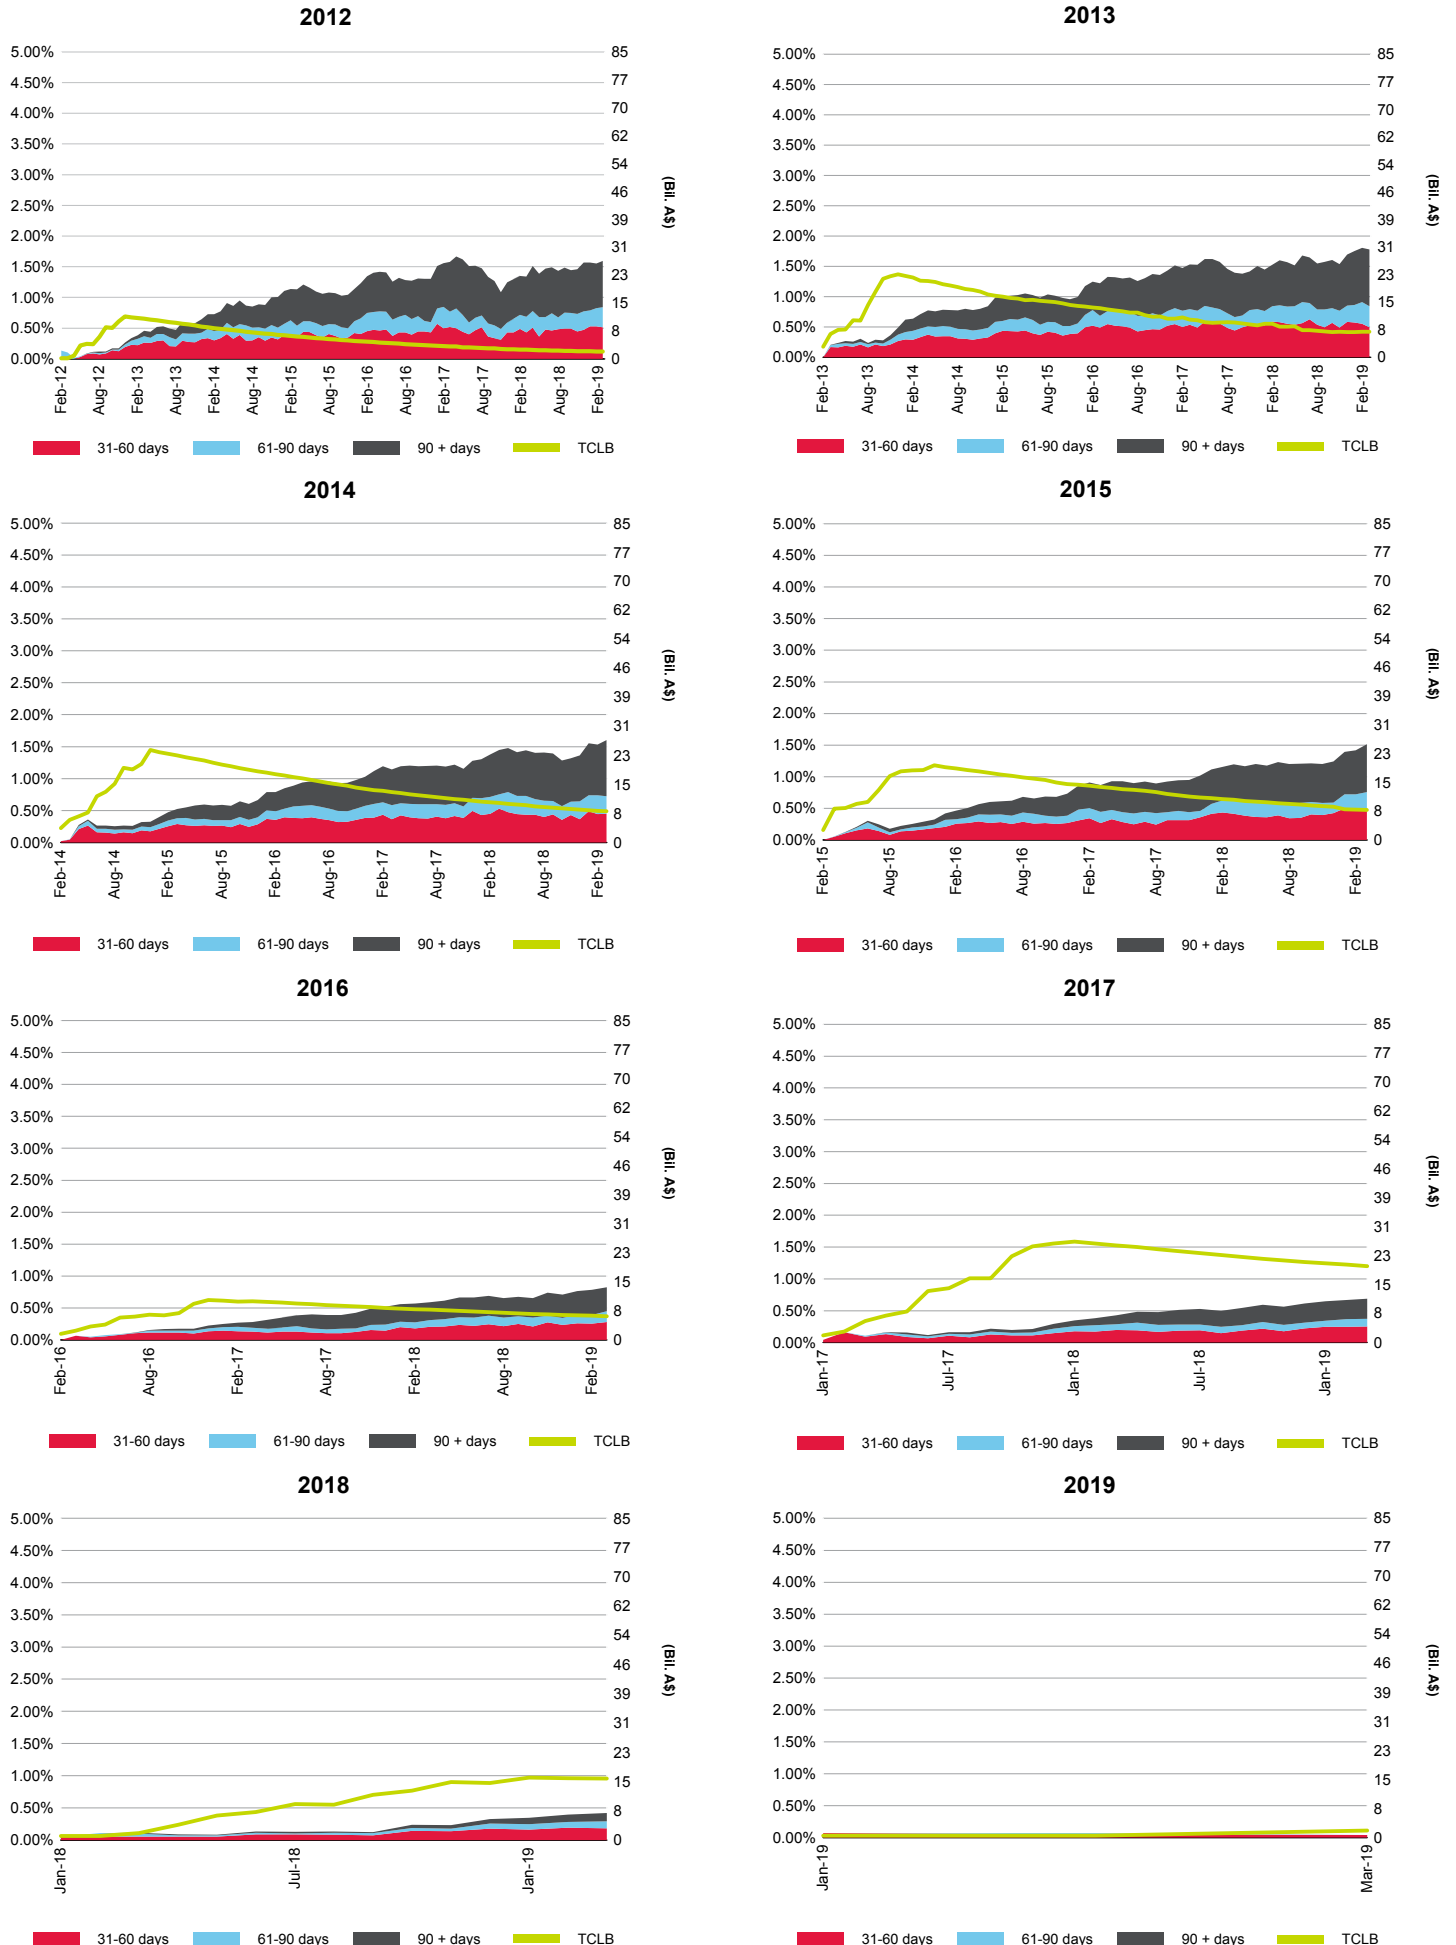 2012
5.00%
4.50%
4.00%
3.50%
3.00%
2.50%
2.00%
1.50%
1.00%
0.50%
0.00%
85
77
70
62
54
46
39
31
23
15
8
0
(Bil. A$)
Feb-12
Aug-12
Feb-13
Aug-13
Feb-14
Aug-14
Feb-15
Aug-15
Feb-16
Aug-16
Feb-17
Aug-17
Feb-18
Aug-18
Feb-19
31-60 days 61-90 days 90 + days TCLB
2013
5.00%
4.50%
4.00%
3.50%
3.00%
2.50%
2.00%
1.50%
1.00%
0.50%
0.00%
85
77
70
62
54
46
39
31
23
15
8
0
(Bil. A$)
Feb-13
Aug-13
Feb-14
Aug-14
Feb-15
Aug-15
Feb-16
Aug-16
Feb-17
Aug-17
Feb-18
Aug-18
Feb-19
31-60 days 61-90 days 90 + days TCLB
2014
5.00%
4.50%
4.00%
3.50%
3.00%
2.50%
2.00%
1.50%
1.00%
0.50%
0.00%
85
77
70
62
54
46
39
31
23
15
8
0
(Bil. A$)
Feb-14
Aug-14
Feb-15
Aug-15
Feb-16
Aug-16
Feb-17
Aug-17
Feb-18
Aug-18
Feb-19
31-60 days 61-90 days 90 + days TCLB
2015
5.00%
4.50%
4.00%
3.50%
3.00%
2.50%
2.00%
1.50%
1.00%
0.50%
0.00%
85
77
70
62
54
46
39
31
23
15
8
0
(Bil. A$)
Feb-15
Aug-15
Feb-16
Aug-16
Feb-17
Aug-17
Feb-18
Aug-18
Feb-19
31-60 days 61-90 days 90 + days TCLB
2016
5.00%
4.50%
4.00%
3.50%
3.00%
2.50%
2.00%
1.50%
1.00%
0.50%
0.00%
85
77
70
62
54
46
39
31
23
15
8
0
(Bil. A$)
Feb-16
Aug-16
Feb-17
Aug-17
Feb-18
Aug-18
Feb-19
31-60 days 61-90 days 90 + days TCLB
2017
5.00%
4.50%
4.00%
3.50%
3.00%
2.50%
2.00%
1.50%
1.00%
0.50%
0.00%
85
77
70
62
54
46
39
31
23
15
8
0
(Bil. A$)
Jan-17
Jul-17
Jan-18
Jul-18
Jan-19
31-60 days 61-90 days 90 + days TCLB
2018
5.00%
4.50%
4.00%
3.50%
3.00%
2.50%
2.00%
1.50%
1.00%
0.50%
0.00%
85
77
70
62
54
46
39
31
23
15
8
0
(Bil. A$)
Jan-18
Jul-18
Jan-19
31-60 days 61-90 days 90 + days TCLB
2019
5.00%
4.50%
4.00%
3.50%
3.00%
2.50%
2.00%
1.50%
1.00%
0.50%
0.00%
85
77
70
62
54
46
39
31
23
15
8
0
(Bil. A$)
Jan-19
Mar-19
31-60 days 61-90 days 90 + days TCLB